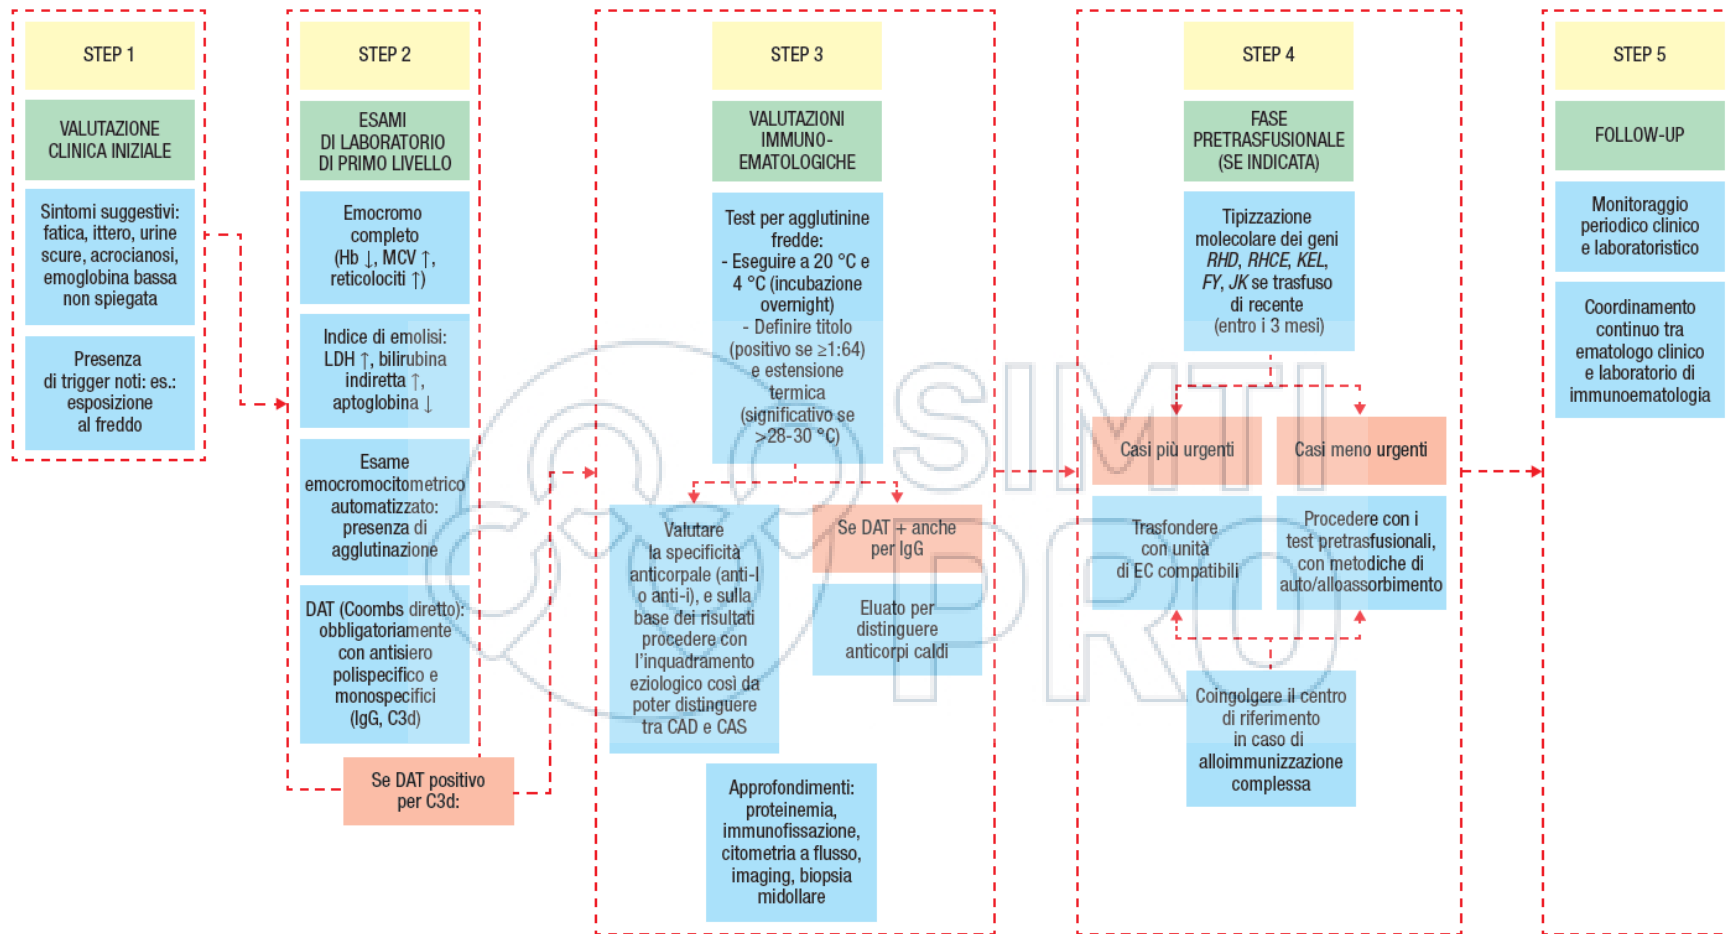 STEP 1
VALUTAZIONE
CLINICA INIZIALE
Sintomi suggestivi:
fatica, ittero, urine
scure, acrocianosi,
emoglobina bassa
non spiegata
Presenza
di trigger noti: es.:
esposizione
al freddo
STEP 2
ESAMI
DI LABORATORIO
DI PRIMO LIVELLO
Emocromo
completo
(Hb ↓, MCV ↑,
reticolociti ↑)
Indice di emolisi:
LDH ↑, bilirubina
indiretta ↑,
aptoglobina ↓
Esame
emocromocitometrico
automatizzato:
presenza di
agglutinazione
DAT (Coombs diretto):
obbligatoriamente
con antisiero
polispecifico e
monospecifici
(IgG, C3d)
Se DAT positivo
per C3d:
STEP 3
VALUTAZIONI
IMMUNO-
EMATOLOGICHE
Test per agglutinine
fredde:
- Eseguire a 20 °C e
4 °C (incubazione
overnight)
- Definire titolo
(positivo se ≥1:64)
e estensione
termica
(significativo se
>28-30 °C)
Valutare
la specificità
anticorpale (anti-I
o anti-i), e sulla
base dei risultati
procedere con
l'inquadramento
eziologico così da
poter distinguere
tra CAD e CAS
Se DAT + anche
per IgG
Eluato per
distinguere
anticorpi caldi
Approfondimenti:
proteinemia,
immunofissazione,
citometria a flusso,
imaging, biopsia
midollare
STEP 4
FASE
PRETRASFUSIONALE
(SE INDICATA)
Tipizzazione
molecolare dei geni
RHD, RHCE, KEL,
FY, JK se trasfuso
di recente
(entro i 3 mesi)
Casi più urgenti
Trasfondere
con unità
di EC compatibili
Casi meno urgenti
Procedere con i
test pretrasfusionali,
con metodiche di
auto/alloassorbimento
Coingolgere il centro
di riferimento
in caso di
alloimmunizzazione
complessa
STEP 5
FOLLOW-UP
Monitoraggio
periodico clinico
e laboratoristico
Coordinamento
continuo tra
ematologo clinico
e laboratorio di
immunoematologia
SIMTI
PRO